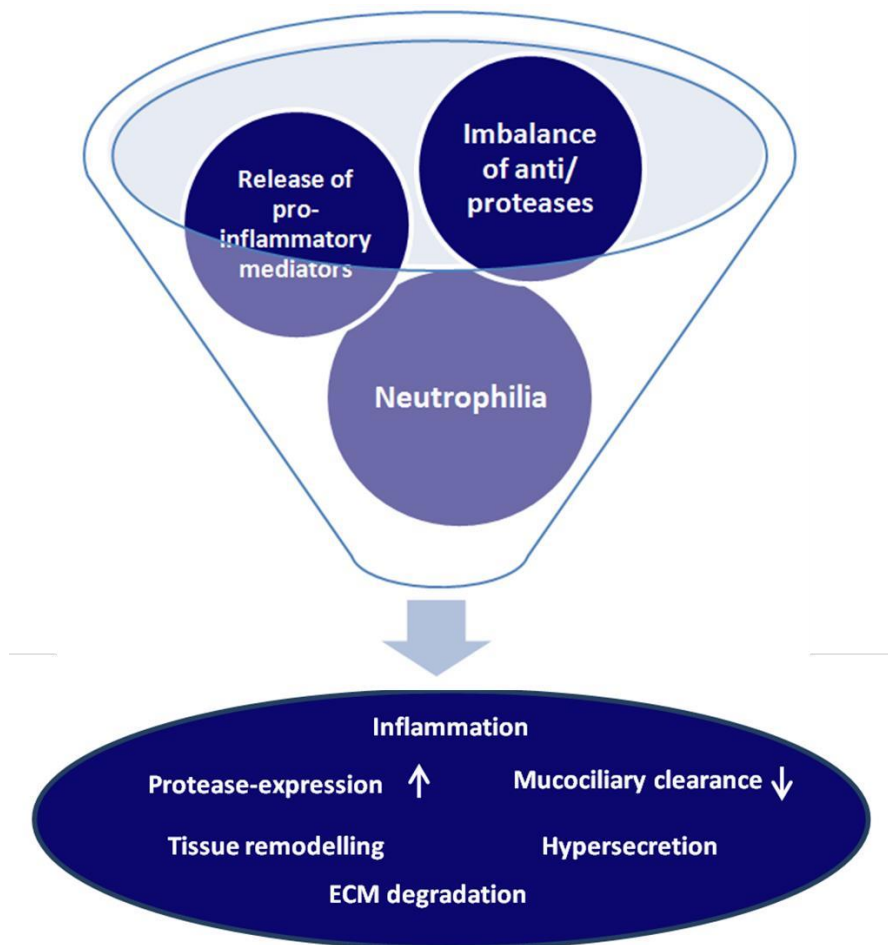 Imbalance
of anti/
proteases
Release of
pro-
inflammatory
mediators
Neutrophilia
Inflammation
Protease-expression ↑
Mucociliary clearance ↓
Tissue remodelling
Hypersecretion
ECM degradation